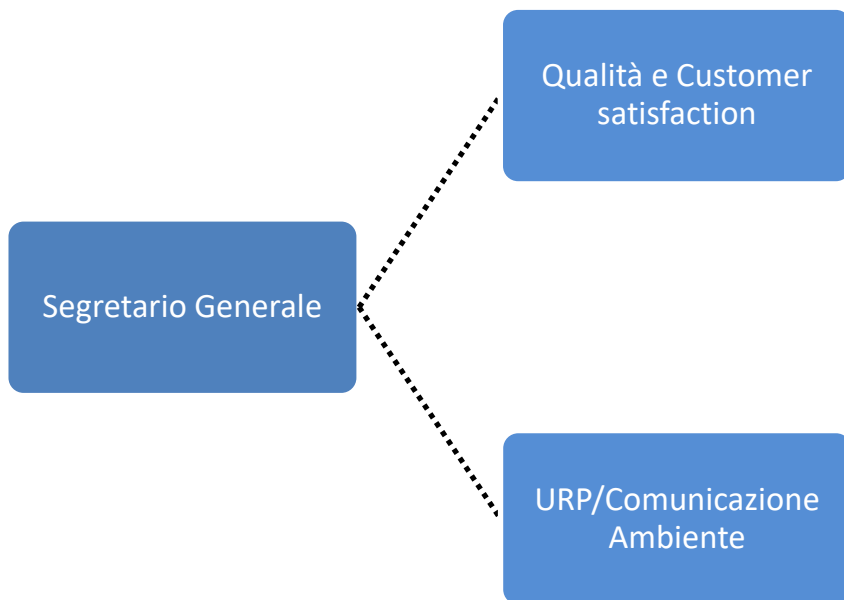 Qualità e Customer
satisfaction
Segretario Generale
URP/Comunicazione
Ambiente